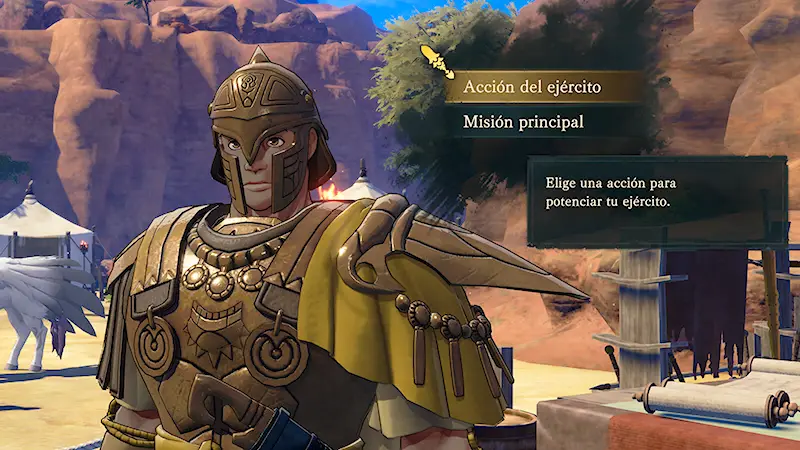 Acción del ejército
Misión principal
Elige una acción para
potenciar tu ejército.